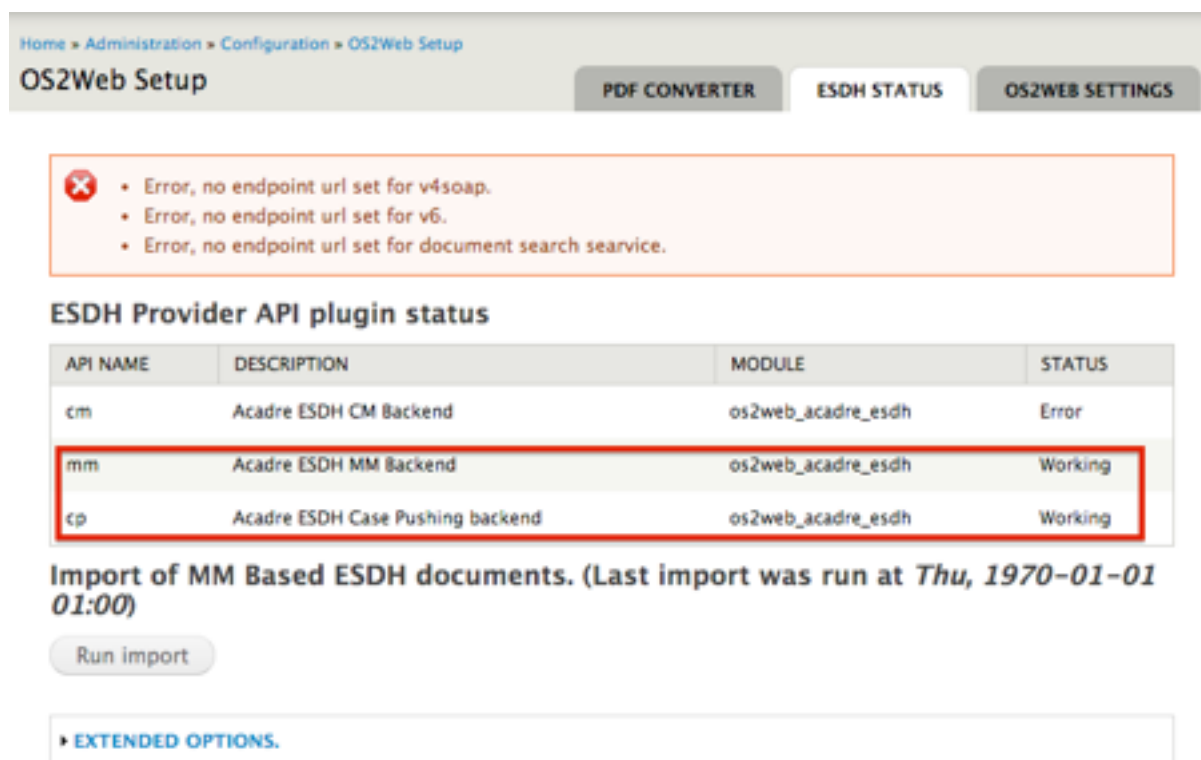 Home » Administration » Configuration » OS2Web Setup
OS2Web Setup
PDF CONVERTER
ESDH STATUS
OS2WEB SETTINGS
• Error, no endpoint url set for v4soap.
• Error, no endpoint url set for v6.
• Error, no endpoint url set for document search searvice.
ESDH Provider API plugin status
API NAME DESCRIPTION MODULE STATUS
cm Acadre ESDH CM Backend os2web_acadre_esdh Error
mm Acadre ESDH MM Backend os2web_acadre_esdh Working
cp Acadre ESDH Case Pushing backend os2web_acadre_esdh Working
Import of MM Based ESDH documents. (Last import was run at Thu, 1970-01-01
01:00)
Run import
EXTENDED OPTIONS.